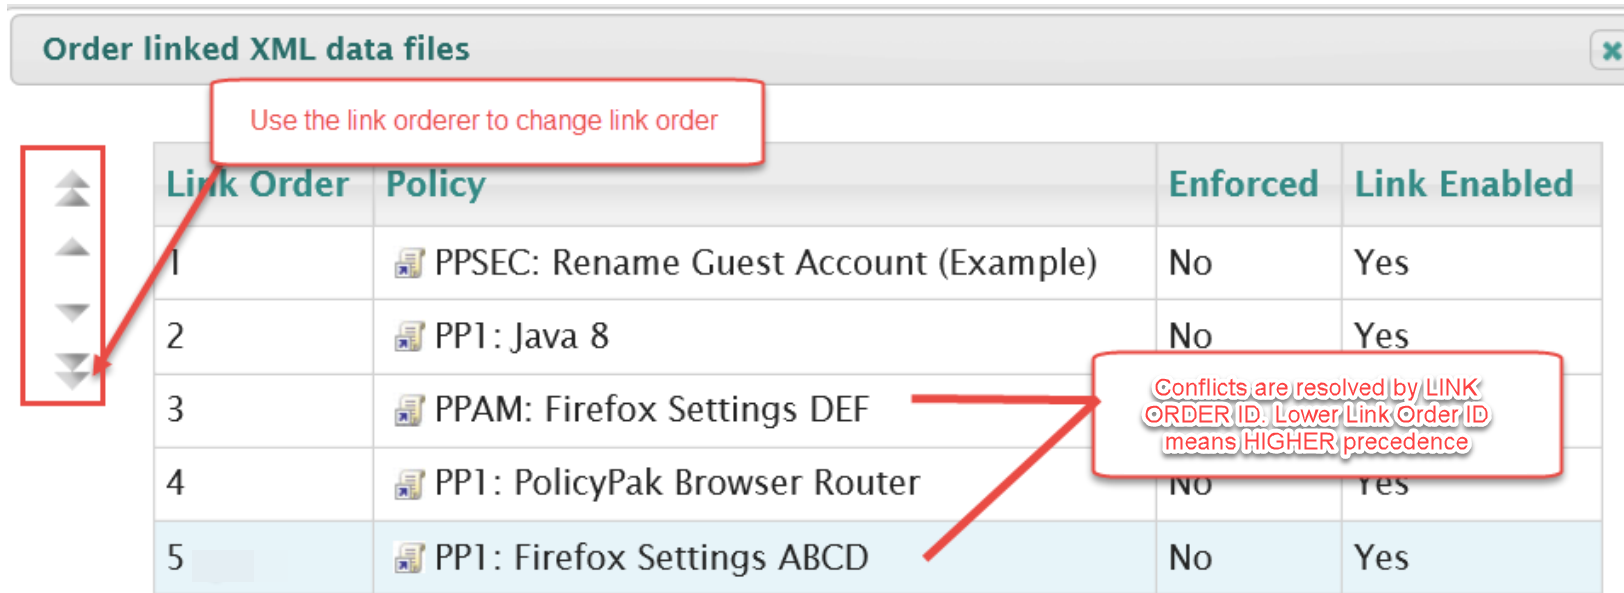 Order linked XML data files
Use the link orderer to change link order
Link Order Policy Enforced Link Enabled
1 PPSEC: Rename Guest Account (Example) No Yes
2 PP1: Java 8 No Yes
3 PPAM: Firefox Settings DEF
Conflicts are resolved by LINK
ORDER ID. Lower Link Order ID
means HIGHER precedence
4 PP1: PolicyPak Browser Router No Yes
5 PP1: Firefox Settings ABCD No Yes